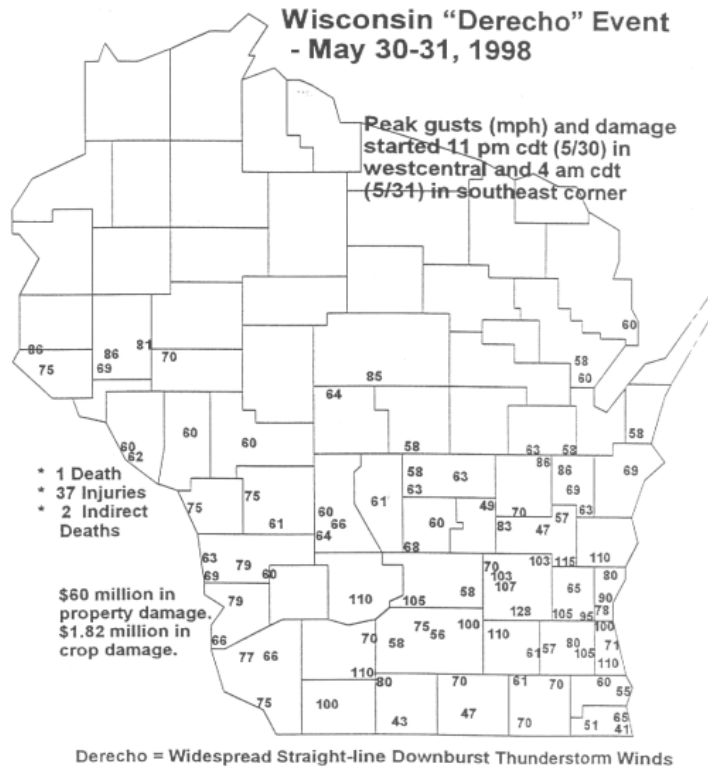 Wisconsin “Derecho” Event
- May 30-31, 1998
Peak gusts (mph) and damage
started 11 pm cdt (5/30) in
westcentral and 4 am cdt
(5/31) in southeast corner
60
86 86 81 70 58
75 69 85 60
64
60 60 60 58
62 58 63 58
* 1 Death
* 37 Injuries
* 2 Indirect
Deaths
86 86 69
58 63
75 75 61 63 69
60 49 70 57 63
61 66 60 83 47
64 68
63 79 103 115 110
69 60 70 80
103
$60 million in
property damage.
$1.82 million in
crop damage.
79 110 105 58 107 65 90
128 105 95 78
66 70 75 100 110 100
77 66 58 56 80 71
61 57 105
110 110
80 70 61 70 60
75 100 55
43 47 70 51 65
41
Derecho = Widespread Straight-line Downburst Thunderstorm Winds